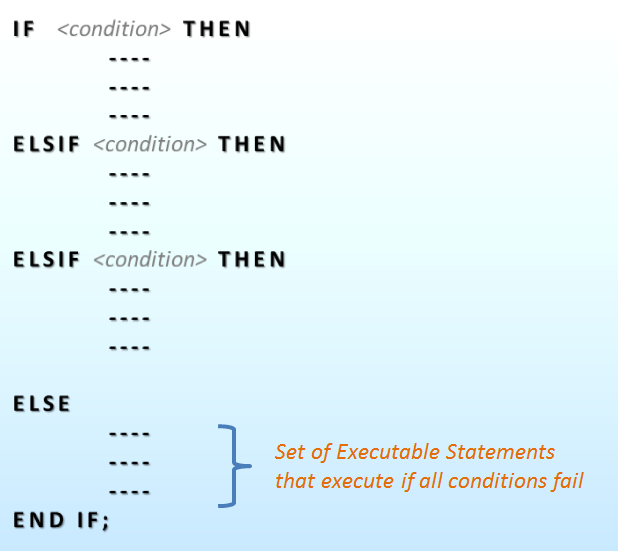 IF <condition> THEN
----
----
----
ELSIF <condition> THEN
----
----
----
ELSIF <condition> THEN
----
----
----
ELSE
----
----
----
Set of Executable Statements
that execute if all conditions fail
END IF;